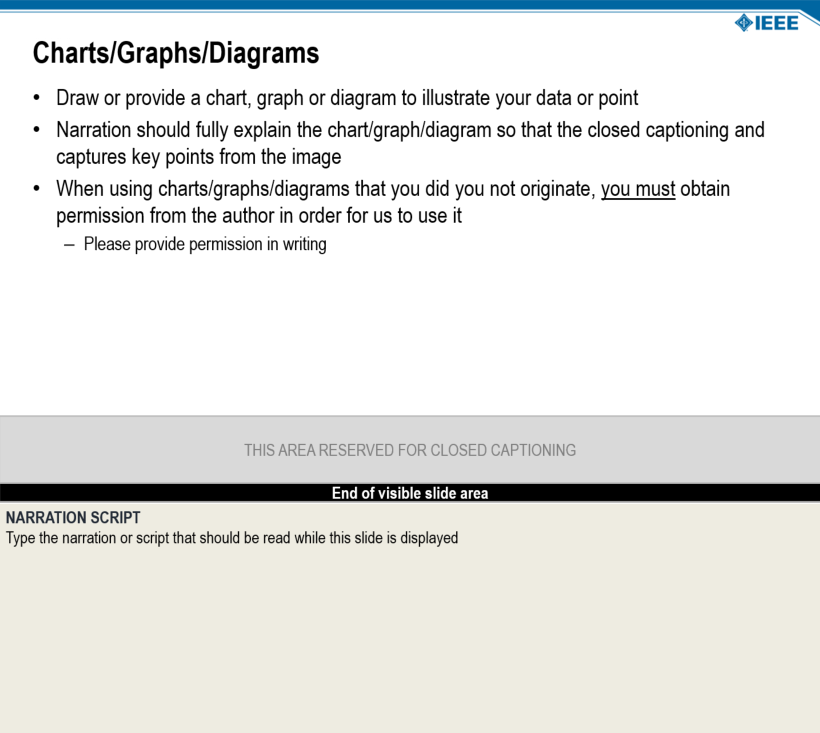 IEEE
Charts/Graphs/Diagrams
• Draw or provide a chart, graph or diagram to illustrate your data or point
• Narration should fully explain the chart/graph/diagram so that the closed captioning and
captures key points from the image
• When using charts/graphs/diagrams that you did you not originate, you must obtain
permission from the author in order for us to use it
– Please provide permission in writing
THIS AREA RESERVED FOR CLOSED CAPTIONING
End of visible slide area
NARRATION SCRIPT
Type the narration or script that should be read while this slide is displayed